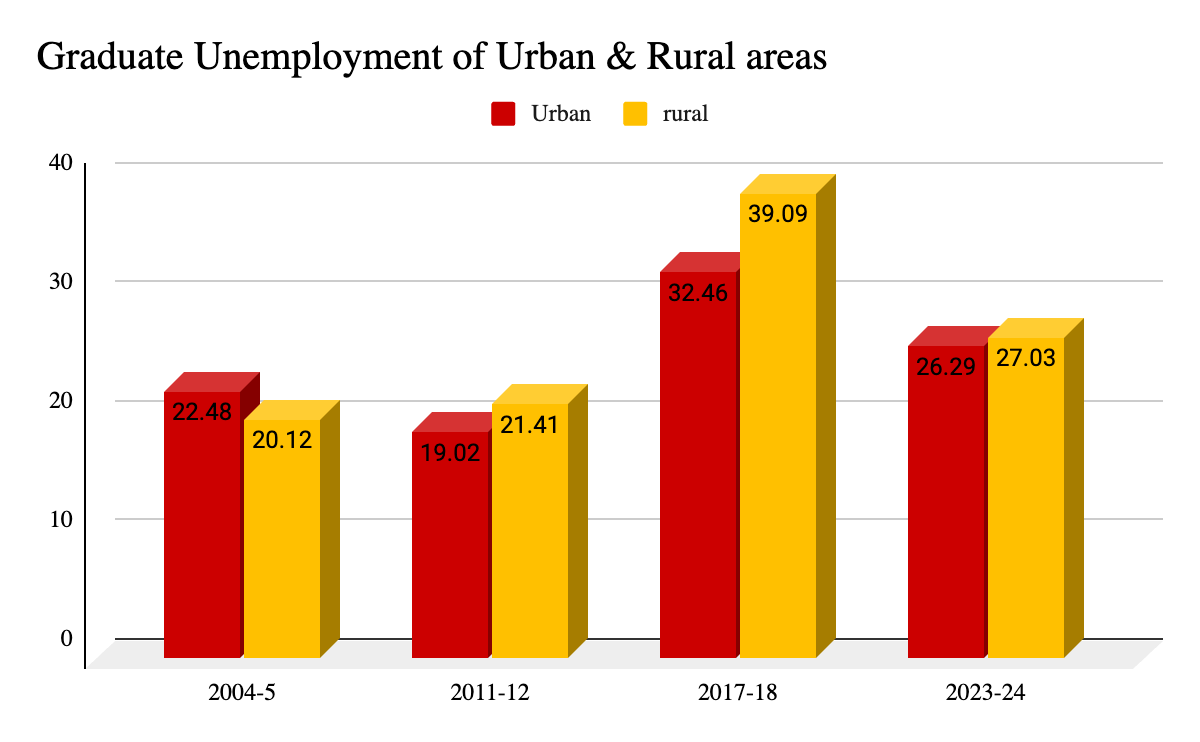 Graduate Unemployment of Urban & Rural areas
Urban rural
40
30
20
10
0
22.48 20.12 19.02 21.41 32.46 39.09 26.29 27.03
2004-5 2011-12 2017-18 2023-24